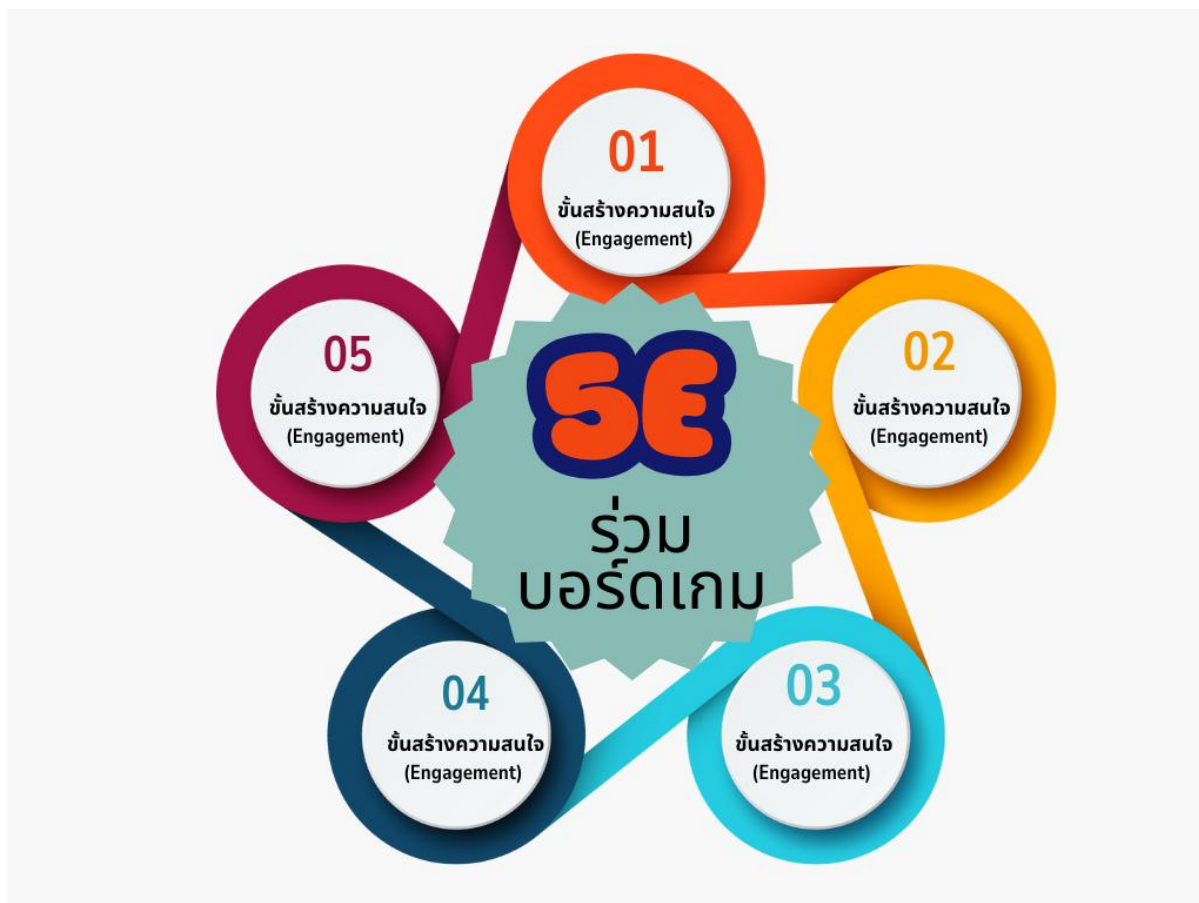 01
ขั้นสร้างความสนใจ
(Engagement)
02
ขั้นสร้างความสนใจ
(Engagement)
03
ขั้นสร้างความสนใจ
(Engagement)
04
ขั้นสร้างความสนใจ
(Engagement)
05
ขั้นสร้างความสนใจ
(Engagement)
SE
ร่วม
บอร์ดเกม